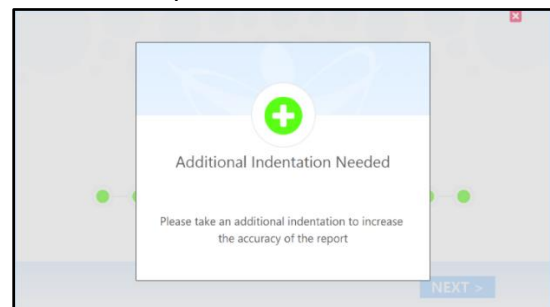 Additional Indentation Needed
Please take an additional indentation to increase
the accuracy of the report
NEXT >